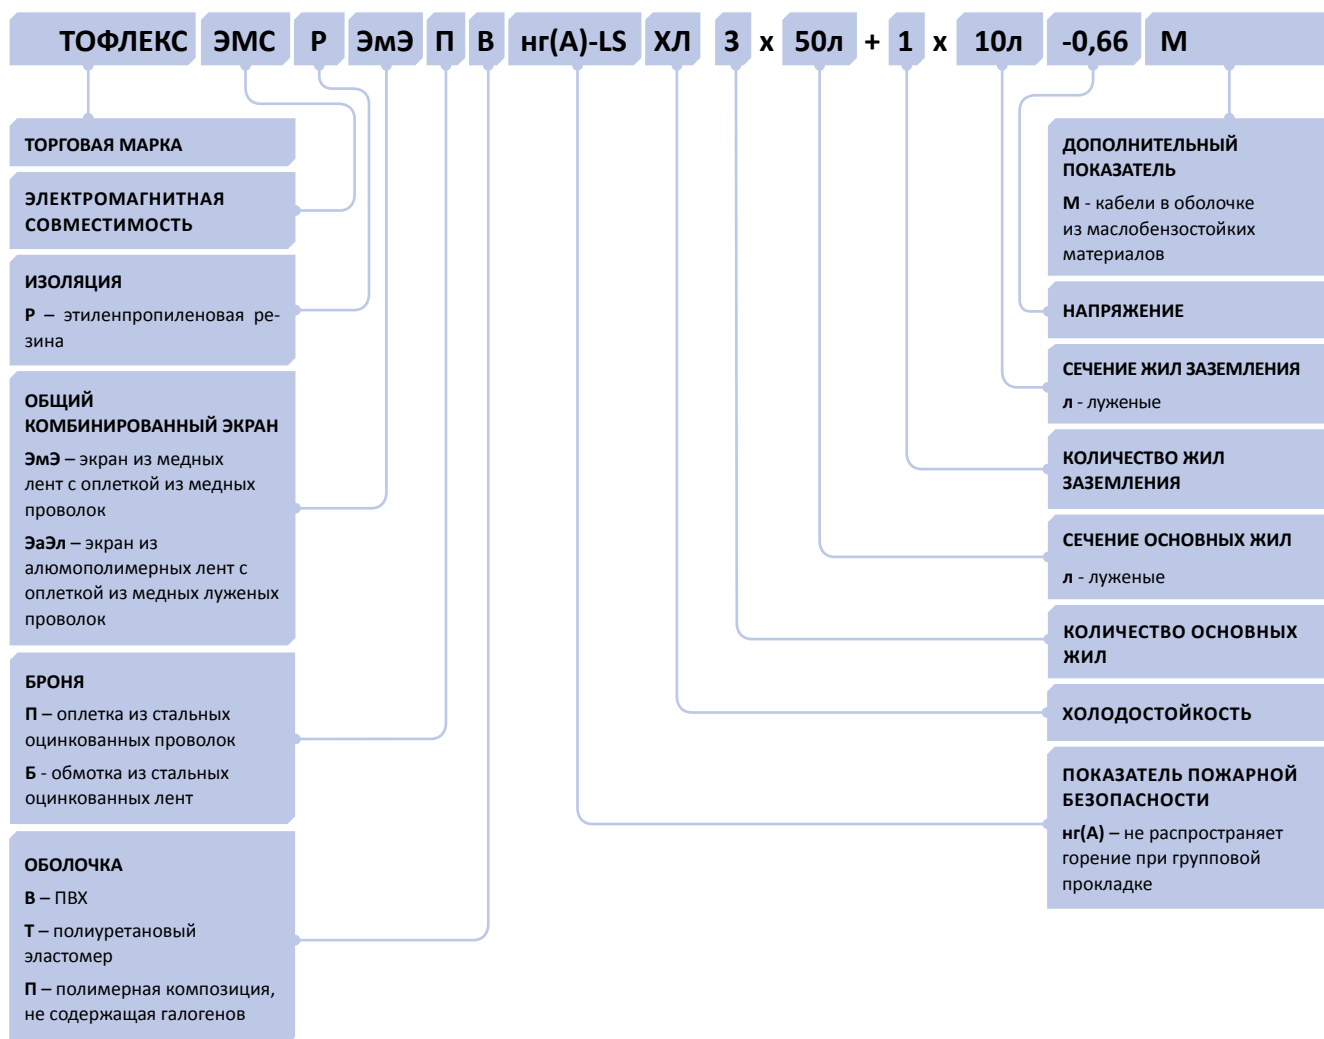 ТОФЛЕКС ЭМС Р ЭмЭ П В нг(А)-LS ХЛ 3 х 50л + 1 х 10л -0,66 М
ТОРГОВАЯ МАРКА
ЭЛЕКТРОМАГНИТНАЯ
СОВМЕСТИМОСТЬ
ИЗОЛЯЦИЯ
Р – этиленпропиленовая ре-
зина
ОБЩИЙ
КОМБИНИРОВАННЫЙ ЭКРАН
ЭмЭ – экран из медных
лент с оплеткой из медных
проволок
ЭаЭл – экран из
алюмополимерных лент с
оплеткой из медных луженых
проволок
БРОНЯ
П – оплетка из стальных
оцинкованных проволок
Б - обмотка из стальных
оцинкованных лент
ОБОЛОЧКА
В – ПВХ
Т – полиуретановый
эластомер
П – полимерная композиция,
не содержащая галогенов
ДОПОЛНИТЕЛЬНЫЙ
ПОКАЗАТЕЛЬ
М - кабели в оболочке
из маслобензостойких
материалов
НАПРЯЖЕНИЕ
СЕЧЕНИЕ ЖИЛ ЗАЗЕМЛЕНИЯ
л - луженые
КОЛИЧЕСТВО ЖИЛ
ЗАЗЕМЛЕНИЯ
СЕЧЕНИЕ ОСНОВНЫХ ЖИЛ
л - луженые
КОЛИЧЕСТВО ОСНОВНЫХ
ЖИЛ
ХОЛОДОСТОЙКОСТЬ
ПОКАЗАТЕЛЬ ПОЖАРНОЙ
БЕЗОПАСНОСТИ
нг(А) – не распространяет
горение при групповой
прокладке